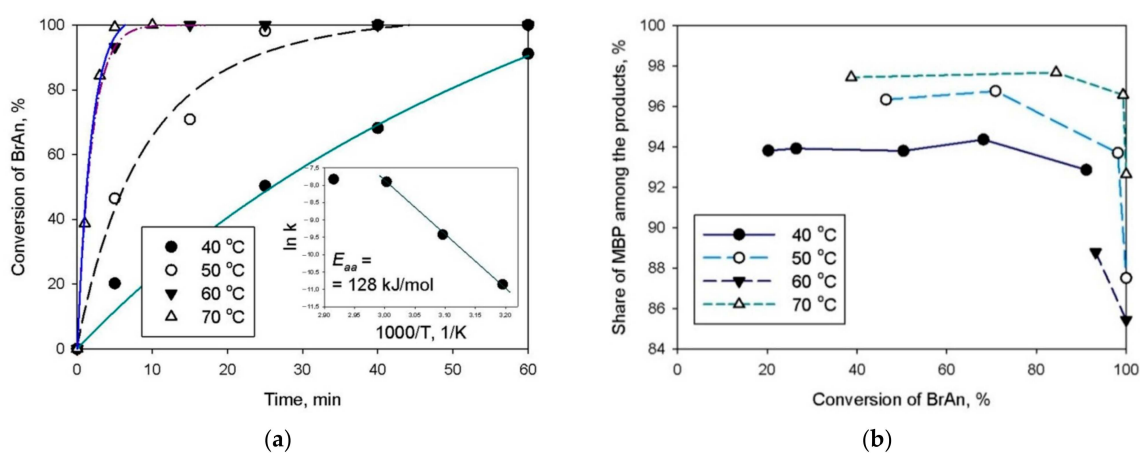 100
80
60
40
20
0
Conversion of BrAn, %
0
10
20
30
40
50
60
Time, min
40 °C
50 °C
60 °C
70 °C
-7.5
-8.0
-8.5
-9.0
-9.5
-10.0
-10.5
-11.0
-11.5
ln k
E_aa =
= 128 kJ/mol
2.90
2.95
3.00
3.05
3.10
3.15
3.20
1000/T, 1/K
(a)
100
98
96
94
92
90
88
86
84
Share of MBP among the products, %
40 °C
50 °C
60 °C
70 °C
0
20
40
60
80
100
Conversion of BrAn, %
(b)